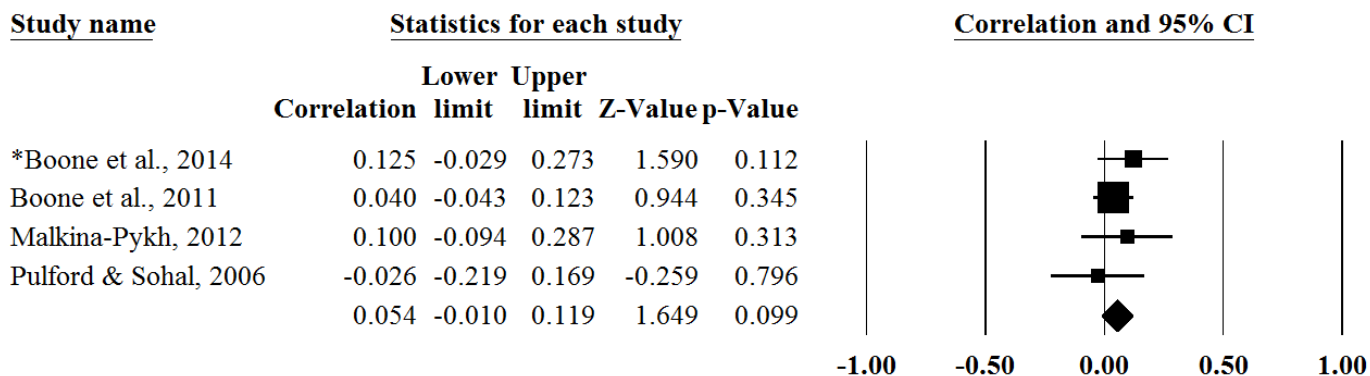 Study name Statistics for each study Correlation and 95% CI
Lower Upper
Correlation limit limit Z-Value p-Value
*Boone et al., 2014 0.125 -0.029 0.273 1.590 0.112
Boone et al., 2011 0.040 -0.043 0.123 0.944 0.345
Malkina-Pykh, 2012 0.100 -0.094 0.287 1.008 0.313
Pulford & Sohal, 2006 -0.026 -0.219 0.169 -0.259 0.796
0.054 -0.010 0.119 1.649 0.099
-1.00 -0.50 0.00 0.50 1.00